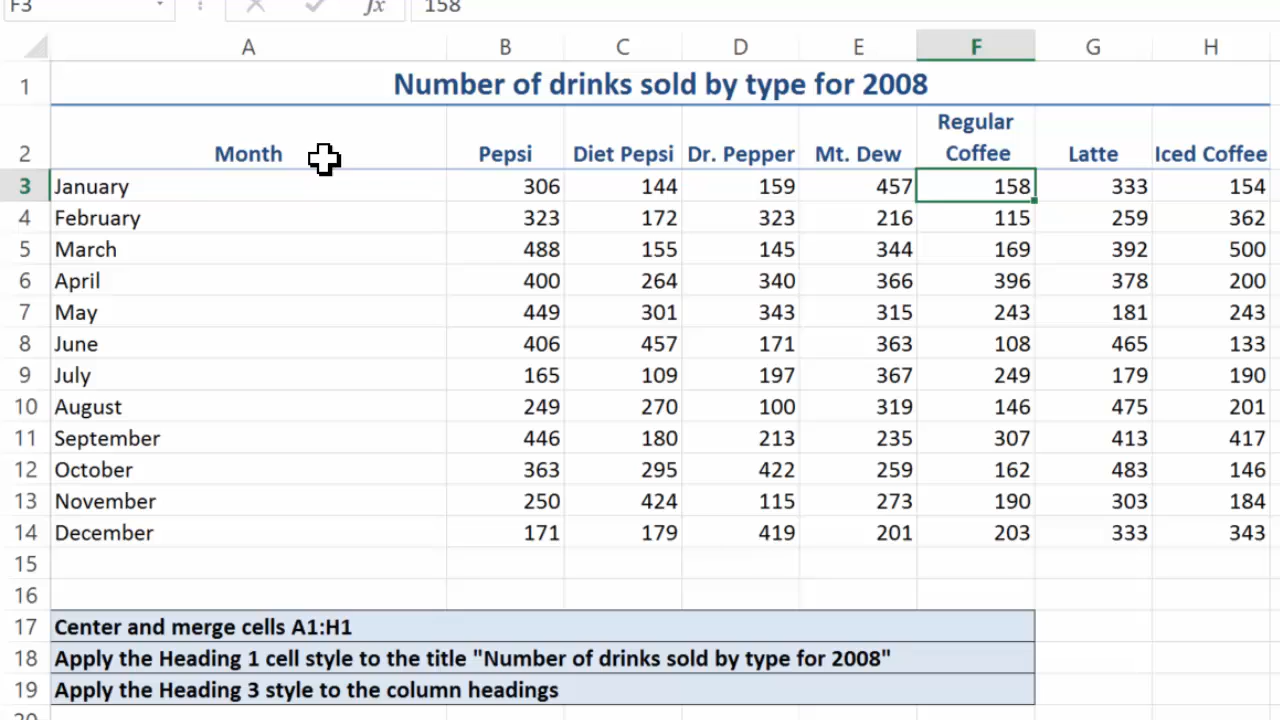 F3 fx 158
A B C D E F G H
1 Number of drinks sold by type for 2008
Regular
2 Month Pepsi Diet Pepsi Dr. Pepper Mt. Dew Coffee Latte Iced Coffee
3 January 306 144 159 457 158 333 154
4 February 323 172 323 216 115 259 362
5 March 488 155 145 344 169 392 500
6 April 400 264 340 366 396 378 200
7 May 449 301 343 315 243 181 243
8 June 406 457 171 363 108 465 133
9 July 165 109 197 367 249 179 190
10 August 249 270 100 319 146 475 201
11 September 446 180 213 235 307 413 417
12 October 363 295 422 259 162 483 146
13 November 250 424 115 273 190 303 184
14 December 171 179 419 201 203 333 343
15
16
17 Center and merge cells A1:H1
18 Apply the Heading 1 cell style to the title "Number of drinks sold by type for 2008"
19 Apply the Heading 3 style to the column headings
20